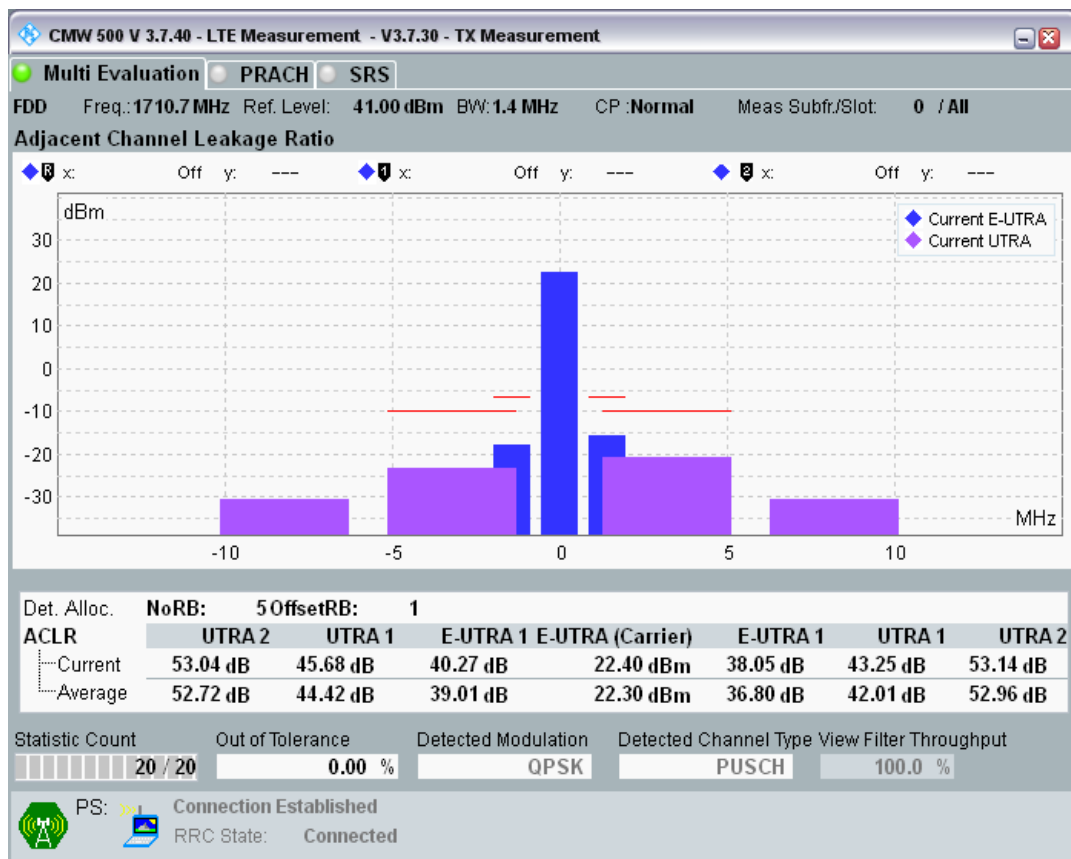 CMW 500 V 3.7.40 - LTE Measurement - V3.7.30 - TX Measurement
Multi Evaluation PRACH SRS
FDD Freq.: 1710.7 MHz Ref. Level: 41.00 dBm BW: 1.4 MHz CP :Normal Meas Subfr./Slot: 0 / All
Adjacent Channel Leakage Ratio
R x: Off y: --- 1 x: Off y: --- 2 x: Off y: ---
dBm
Current E-UTRA
Current UTRA
30
20
10
0
-10
-20
-30
MHz
-10 -5 0 5 10
Det. Alloc. NoRB: 5 OffsetRB: 1
ACLR UTRA 2 UTRA 1 E-UTRA 1 E-UTRA (Carrier) E-UTRA 1 UTRA 1 UTRA 2
Current 53.04 dB 45.68 dB 40.27 dB 22.40 dBm 38.05 dB 43.25 dB 53.14 dB
Average 52.72 dB 44.42 dB 39.01 dB 22.30 dBm 36.80 dB 42.01 dB 52.96 dB
Statistic Count Out of Tolerance Detected Modulation Detected Channel Type View Filter Throughput
20 / 20 0.00 % QPSK PUSCH 100.0 %
PS: Connection Established
RRC State: Connected